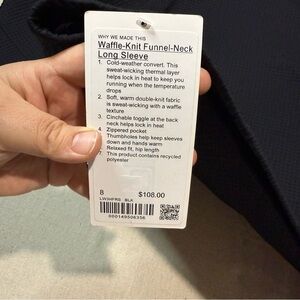 WHY WE MADE THIS
Waffle-Knit Funnel-Neck
Long Sleeve
1. Cold-weather convert. This
sweat-wicking thermal layer
helps lock in heat to keep you
running when the temperature
drops
2. Soft, warm double-knit fabric
is sweat-wicking with a waffle
texture
3. Cinchable toggle at the back
neck helps lock in heat
4. Zippered pocket
Thumbholes help keep sleeves
down and hands warm
Relaxed fit, hip length
7. This product contains recycled
polyester
8 $108.00
LW3HFRS BLK